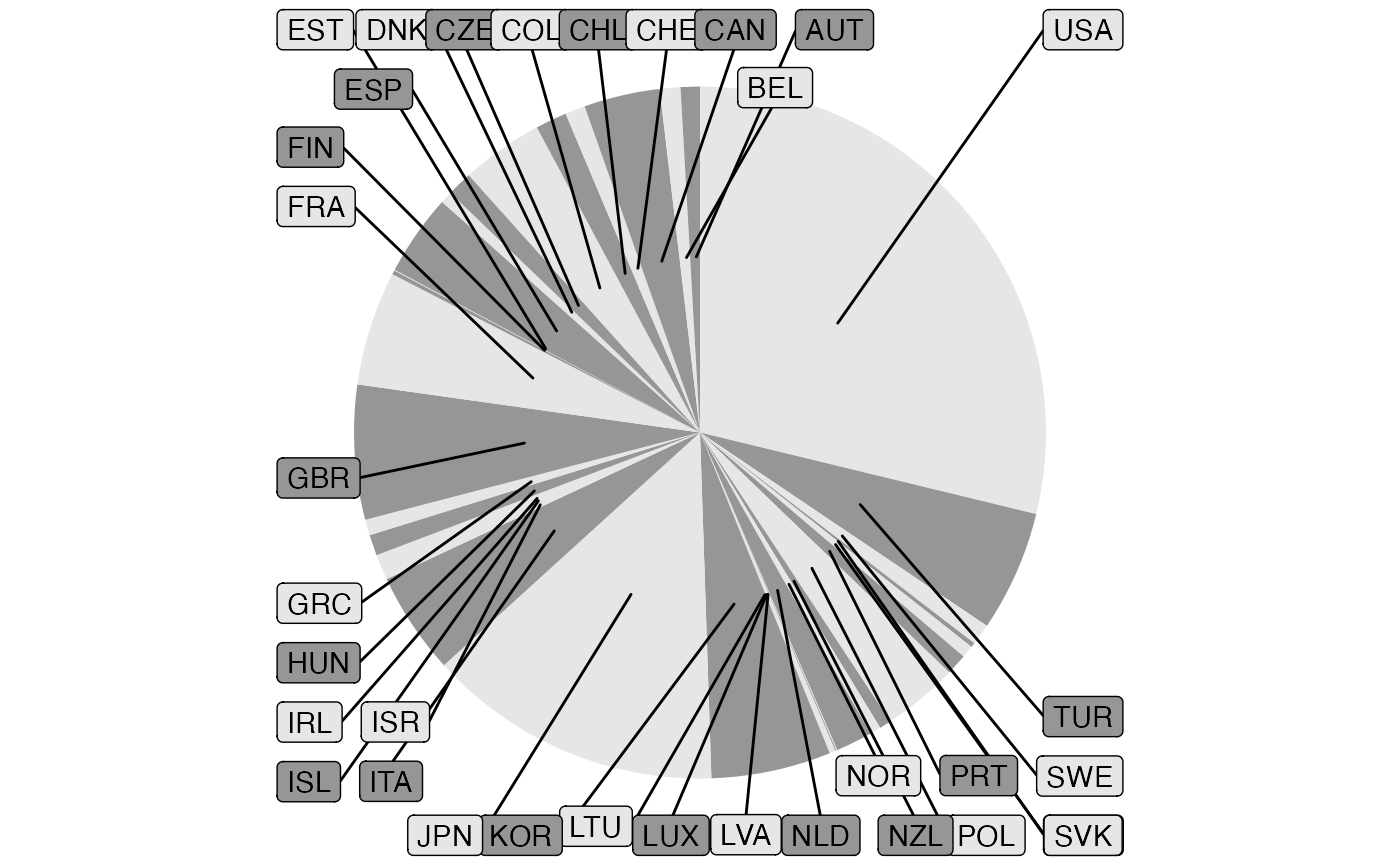 EST DNK CZE COL CHL CHE CAN AUT USA
ESP BEL
FIN
FRA
GBR
GRC
HUN
IRL ISR TUR
ISL ITA NOR PRT SWE
JPN KOR LTU LUX LVA NLD NZL POL SVK